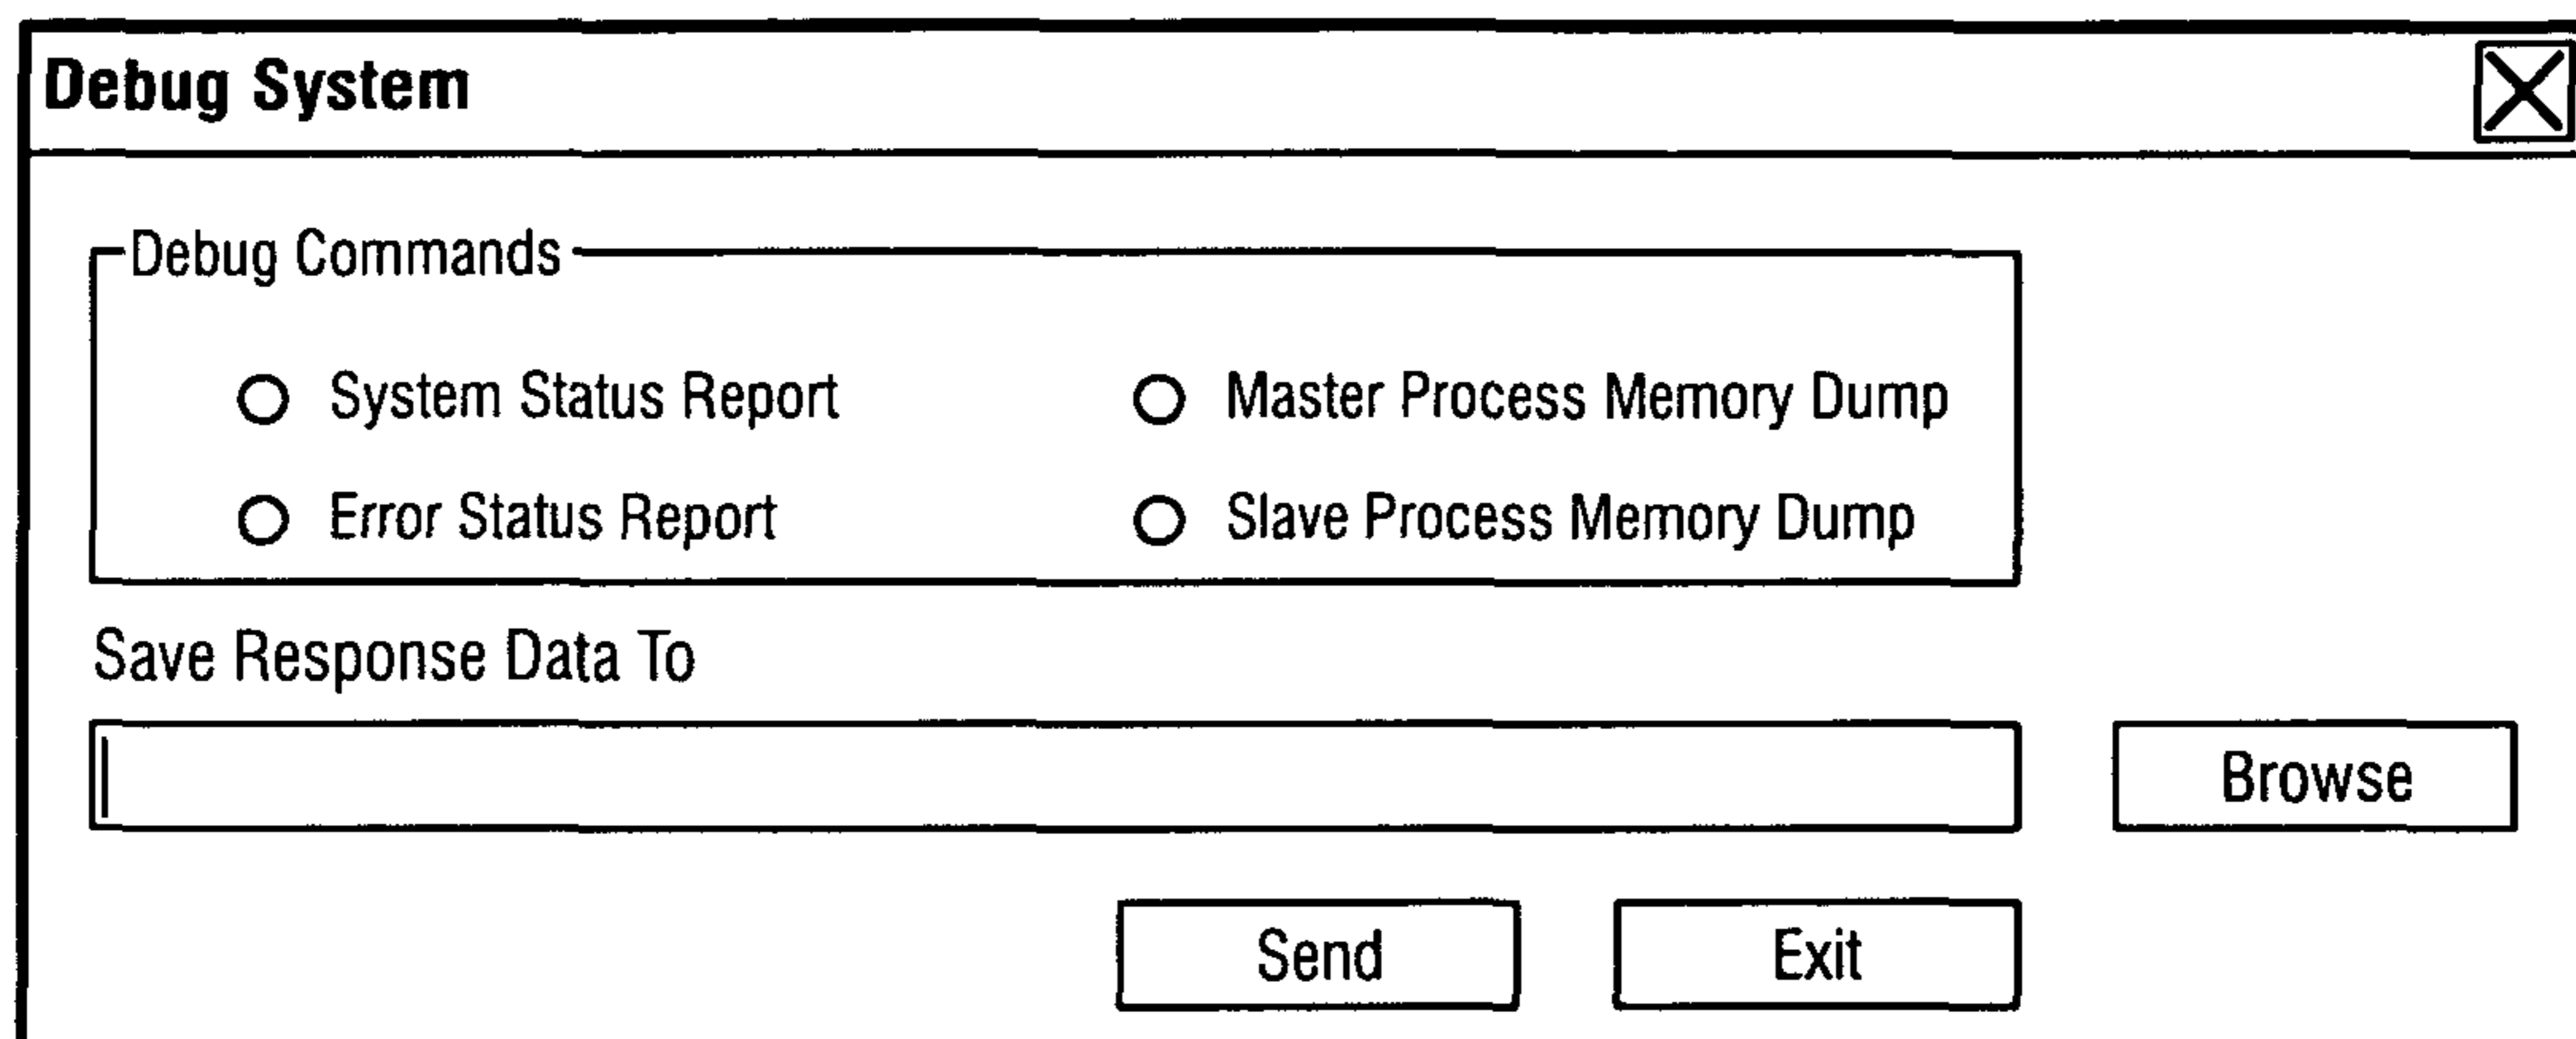 Debug System
Debug Commands
System Status Report
Master Process Memory Dump
Error Status Report
Slave Process Memory Dump
Save Response Data To
Browse
Send
Exit